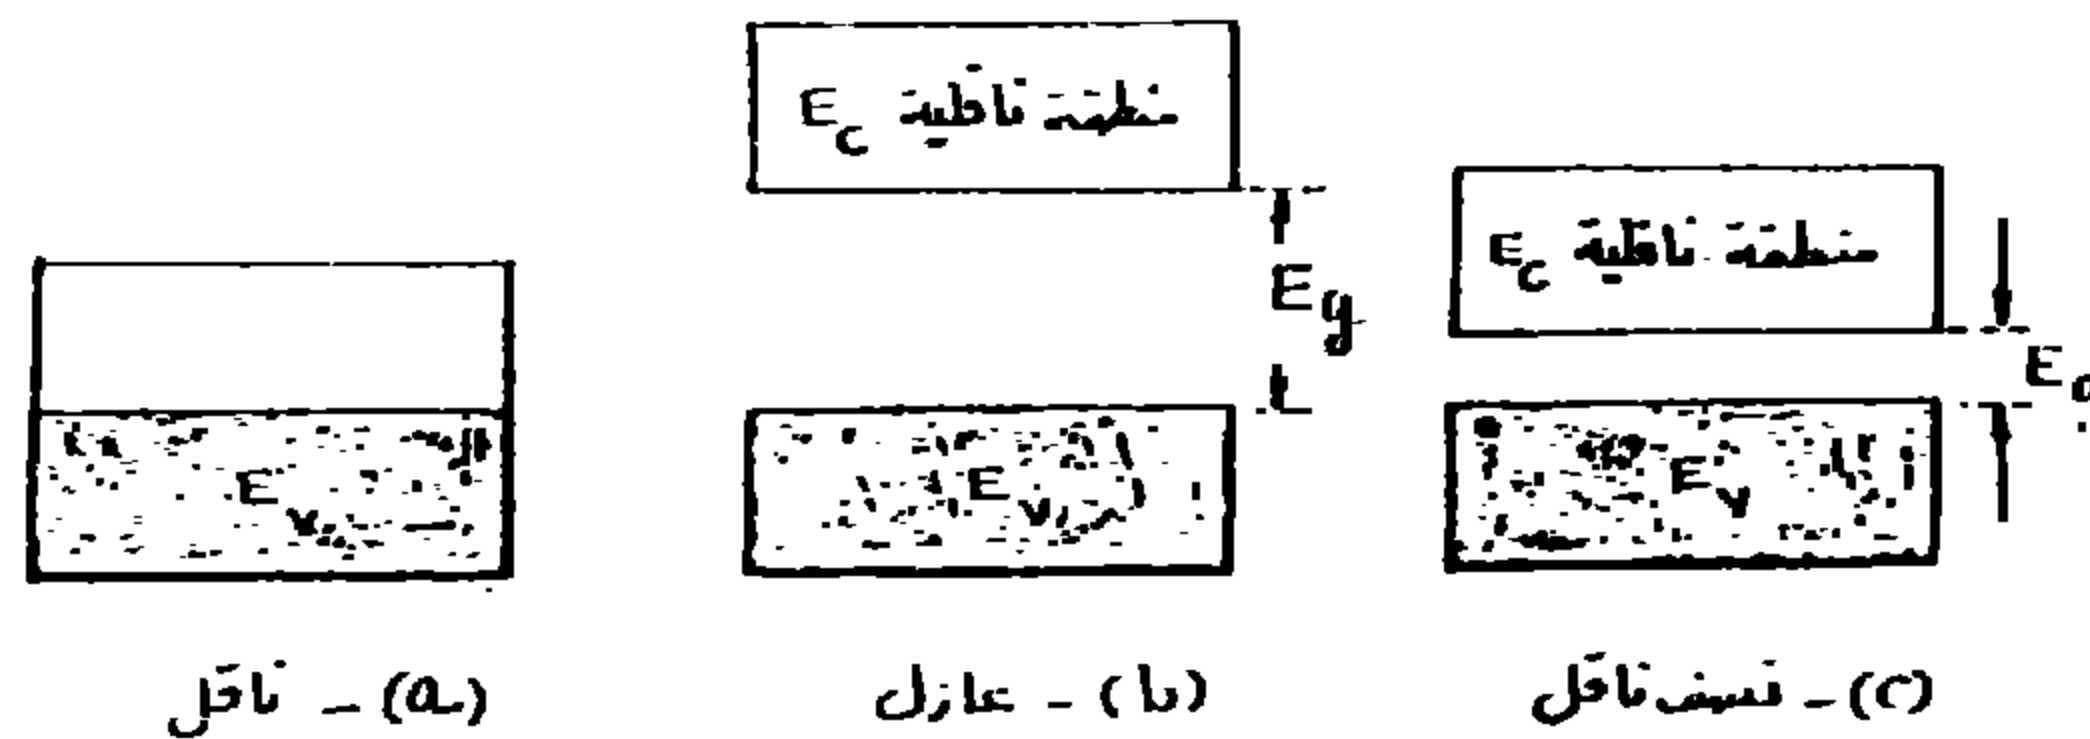 منطقة ناقلية E_c
منطقة ناقلية E_c
E_g
E_g
E_v
E_v
E_v
(a) - ناقل
(b) - عازل
(c) - نصف ناقل